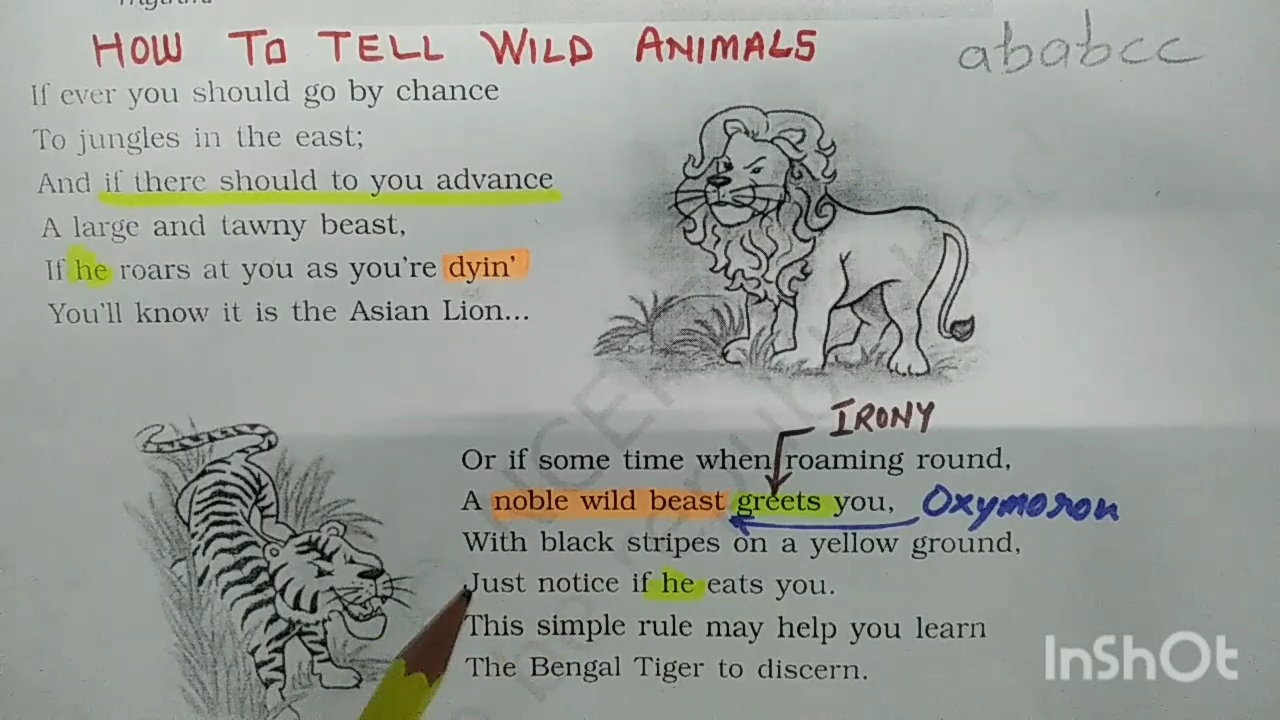 HOW TO TELL WILD ANIMALS
ababcc
If ever you should go by chance
To jungles in the east;
And if there should to you advance
A large and tawny beast,
If he roars at you as you're dyin'
You'll know it is the Asian Lion...
IRONY
Or if some time when roaming round,
A noble wild beast greets you, Oxymoron
With black stripes on a yellow ground,
Just notice if he eats you.
This simple rule may help you learn
The Bengal Tiger to discern.
InShOt